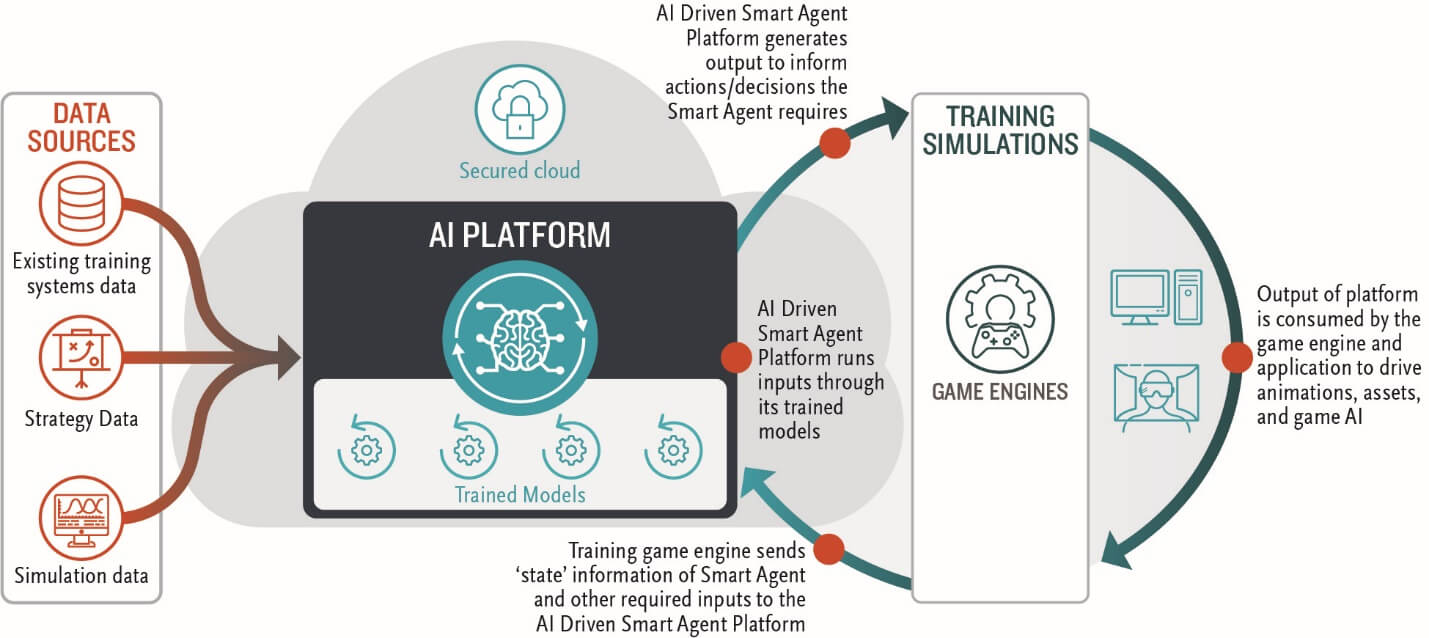 DATA
SOURCES
Existing training
systems data
Strategy Data
Simulation data
Secured cloud
AI PLATFORM
Trained Models
AI Driven Smart Agent
Platform generates
output to inform
actions/decisions the
Smart Agent requires
AI Driven
Smart Agent
Platform runs
inputs through
its trained
models
Training game engine sends
‘state’ information of Smart Agent
and other required inputs to the
AI Driven Smart Agent Platform
TRAINING
SIMULATIONS
GAME ENGINES
Output of platform
is consumed by the
game engine and
application to drive
animations, assets,
and game AI